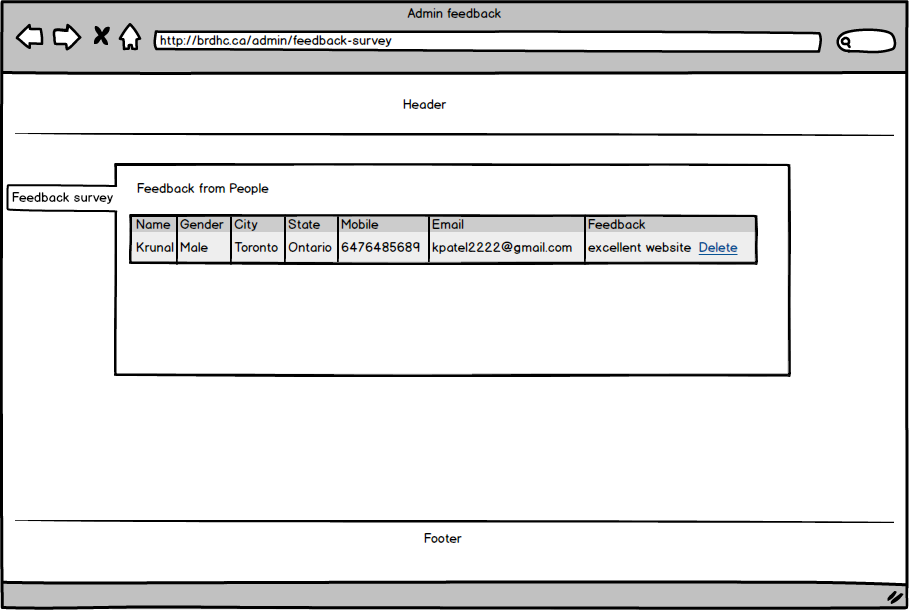 Admin feedback
http://brdhc.ca/admin/feedback-survey
Header
Feedback survey
Feedback from People
Name Gender City State Mobile Email Feedback
Krunal Male Toronto Ontario 6476485689 kpatel2222@gmail.com excellent website Delete
Footer